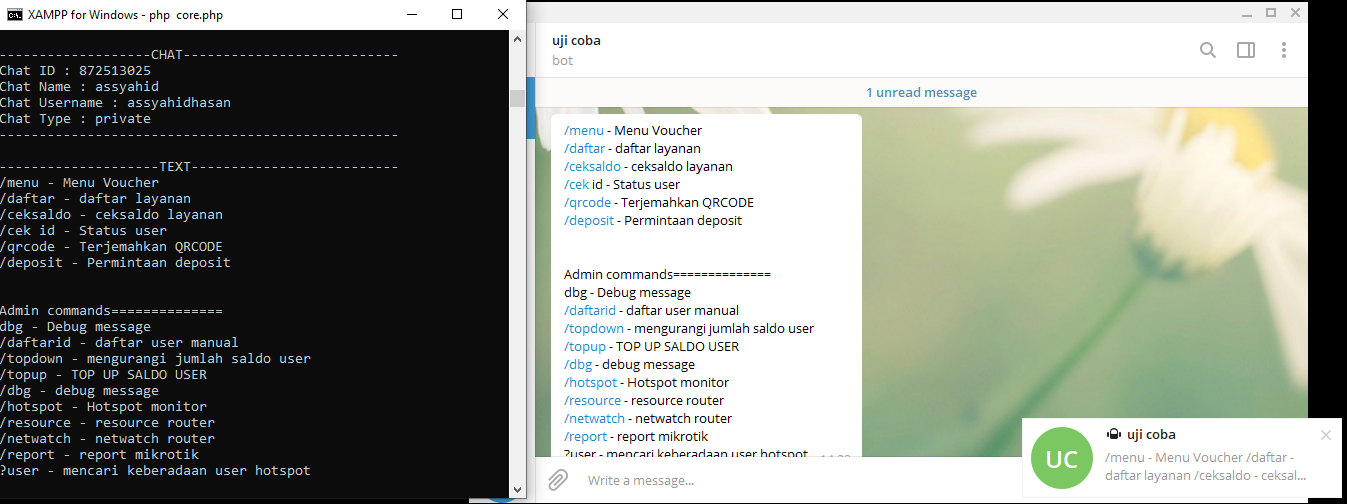 XAMPP for Windows - php  core.php
-------------------CHAT---------------------------
Chat ID : 872513025
Chat Name : assyahid
Chat Username : assyahidhasan
Chat Type : private
--------------------------------------------------
--------------------TEXT--------------------------
/menu - Menu Voucher
/daftar - daftar layanan
/ceksaldo - ceksaldo layanan
/cek id - Status user
/qrcode - Terjemahkan QRCODE
/deposit - Permintaan deposit
Admin commands==============
dbg - Debug message
/daftarid - daftar user manual
/topdown - mengurangi jumlah saldo user
/topup - TOP UP SALDO USER
/dbg - debug message
/hotspot - Hotspot monitor
/resource - resource router
/netwatch - netwatch router
/report - report mikrotik
?user - mencari keberadaan user hotspot
uji coba
bot
1 unread message
/menu - Menu Voucher
/daftar - daftar layanan
/ceksaldo - ceksaldo layanan
/cek id - Status user
/qrcode - Terjemahkan QRCODE
/deposit - Permintaan deposit
Admin commands==============
dbg - Debug message
/daftarid - daftar user manual
/topdown - mengurangi jumlah saldo user
/topup - TOP UP SALDO USER
/dbg - debug message
/hotspot - Hotspot monitor
/resource - resource router
/netwatch - netwatch router
/report - report mikrotik
?user - mencari keberadaan user hotspot
Write a message...
UC
uji coba
/menu - Menu Voucher /daftar -
daftar layanan /ceksaldo - ceksal...